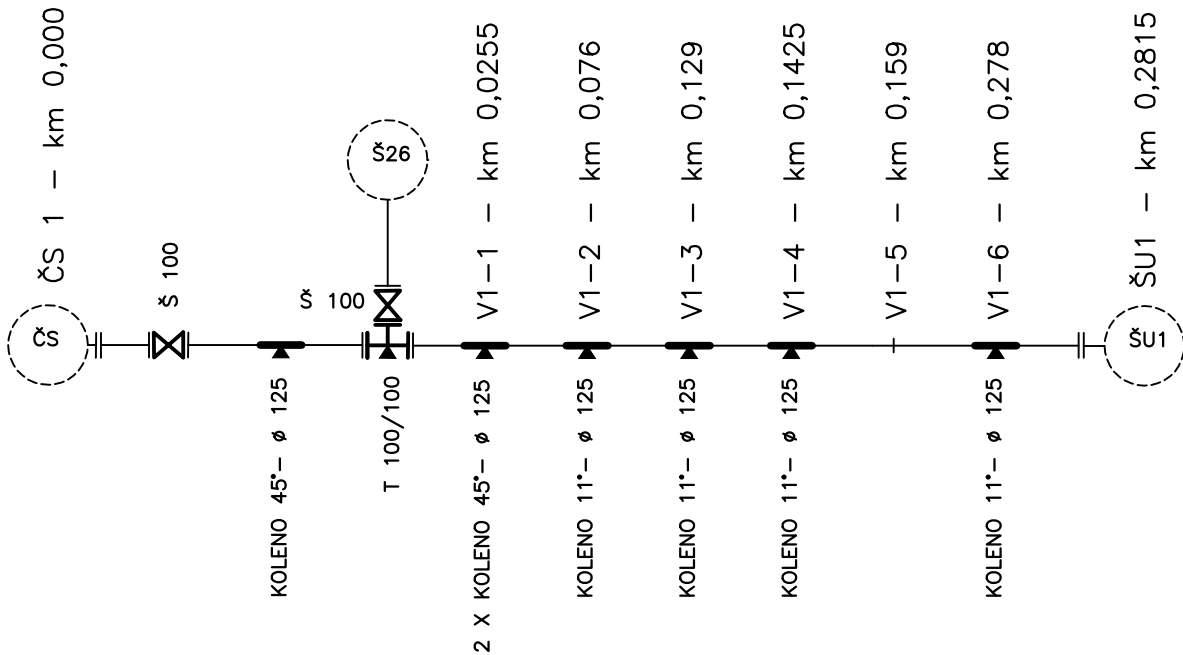 ČS 1 – km 0,000
ČS
Š 100
KOLENO 45°– ø 125
Š26
Š 100
T 100/100
V1–1 – km 0,0255
2 X KOLENO 45°– ø 125
V1–2 – km 0,076
KOLENO 11°– ø 125
V1–3 – km 0,129
KOLENO 11°– ø 125
V1–4 – km 0,1425
KOLENO 11°– ø 125
V1–5 – km 0,159
V1–6 – km 0,278
KOLENO 11°– ø 125
ŠU1 – km 0,2815
ŠU1